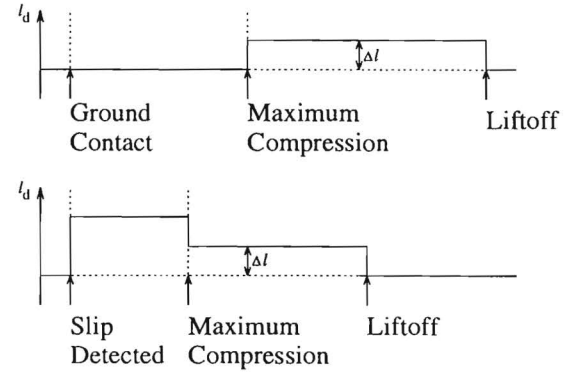 l_d
Δl
Ground
Contact
Maximum
Compression
Liftoff
l_d
Δl
Slip
Detected
Maximum
Compression
Liftoff